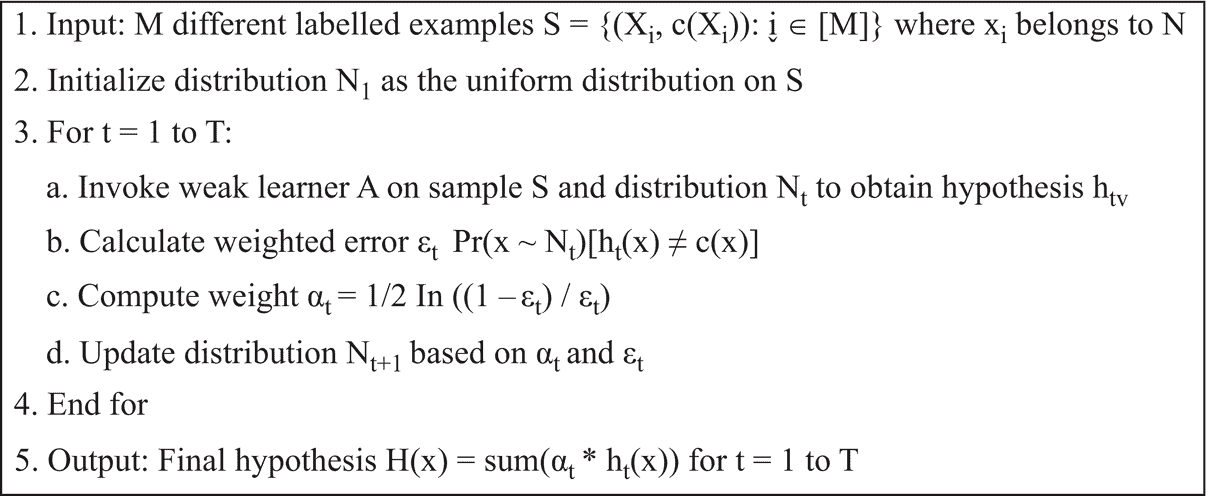 1. Input: M different labelled examples S = {(Xᵢ, c(Xᵢ)): i̬ ∈ [M]} where xᵢ belongs to N
2. Initialize distribution N₁ as the uniform distribution on S
3. For t = 1 to T:
a. Invoke weak learner A on sample S and distribution Nₜ to obtain hypothesis hₜᵥ
b. Calculate weighted error εₜ Pr(x ~ Nₜ)[hₜ(x) ≠ c(x)]
c. Compute weight αₜ = 1/2 In ((1 – εₜ) / εₜ)
d. Update distribution Nₜ₊₁ based on αₜ and εₜ
4. End for
5. Output: Final hypothesis H(x) = sum(αₜ * hₜ(x)) for t = 1 to T